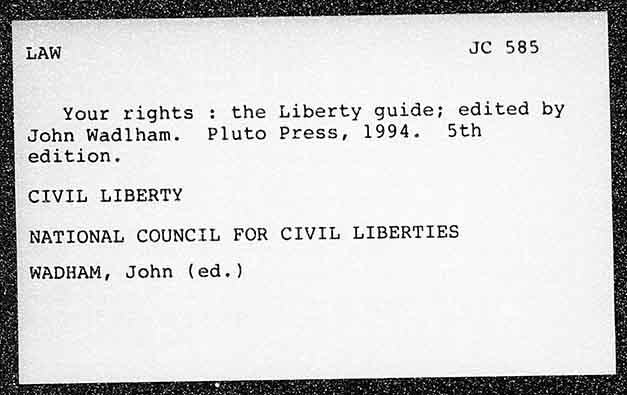 LAW JC 585
Your rights : the Liberty guide; edited by
John Wadlham. Pluto Press, 1994. 5th
edition.
CIVIL LIBERTY
NATIONAL COUNCIL FOR CIVIL LIBERTIES
WADHAM, John (ed.)